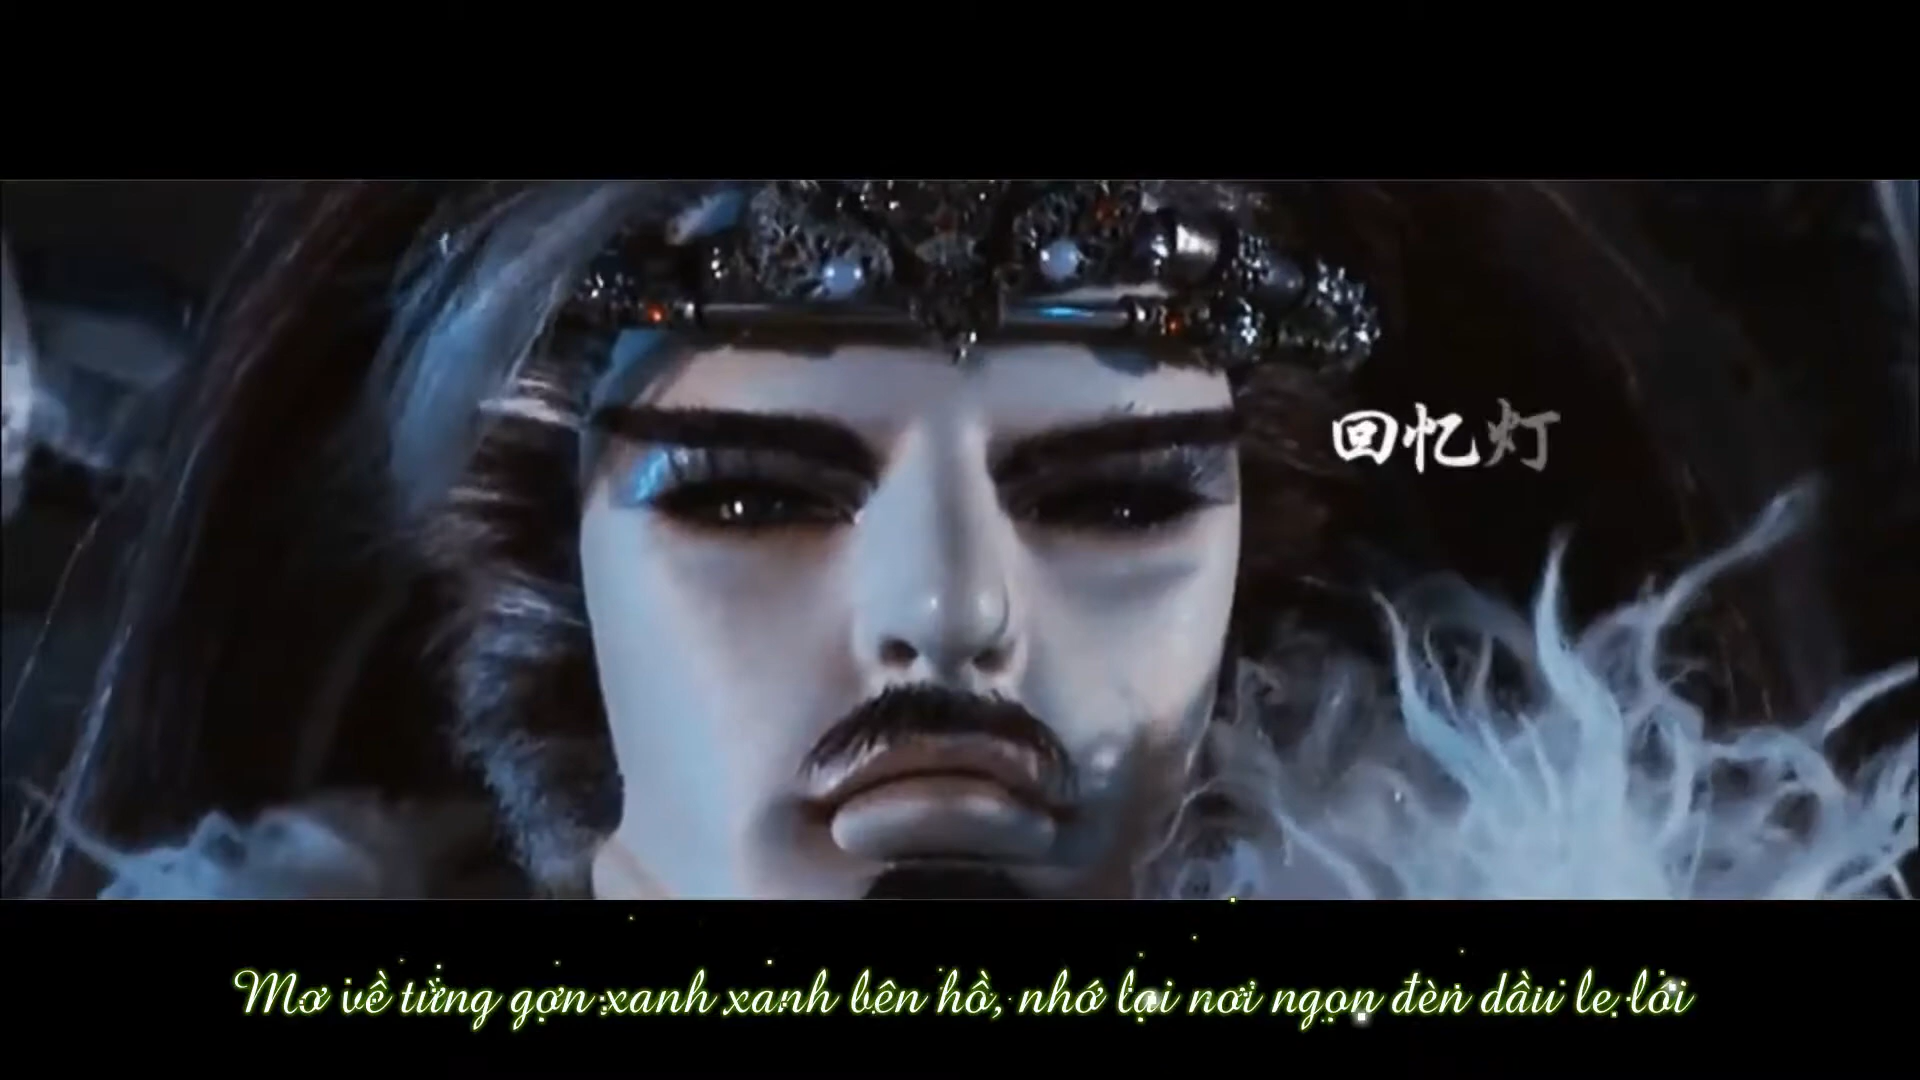 回忆灯
Mơ về từng gợn xanh xanh bên hồ, nhớ lại nơi ngọn đèn dầu le lói